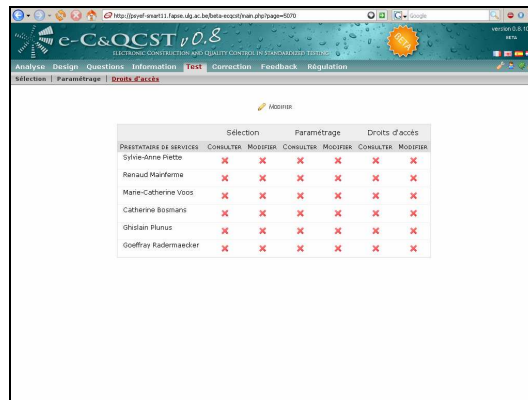 http://psyef-smart11.fapse.ulg.ac.be/beta-ecqcst/main.php?page=5070
Google
e-C&QCST v0.8
ELECTRONIC CONSTRUCTION AND QUALITY CONTROL IN STANDARDIZED TESTING
BETA
version 0.8.10
BETA
Analyse Design Questions Information Test Correction Feedback Régulation
Sélection | Paramétrage | Droits d'accès
MODIFIER
Sélection Paramétrage Droits d'accès
PRESTATAIRE DE SERVICES CONSULTER MODIFIER CONSULTER MODIFIER CONSULTER MODIFIER
Sylvie-Anne Piette
Renaud Mainferme
Marie-Catherine Voos
Catherine Bosmans
Ghislain Plunus
Goeffray Radermaecker